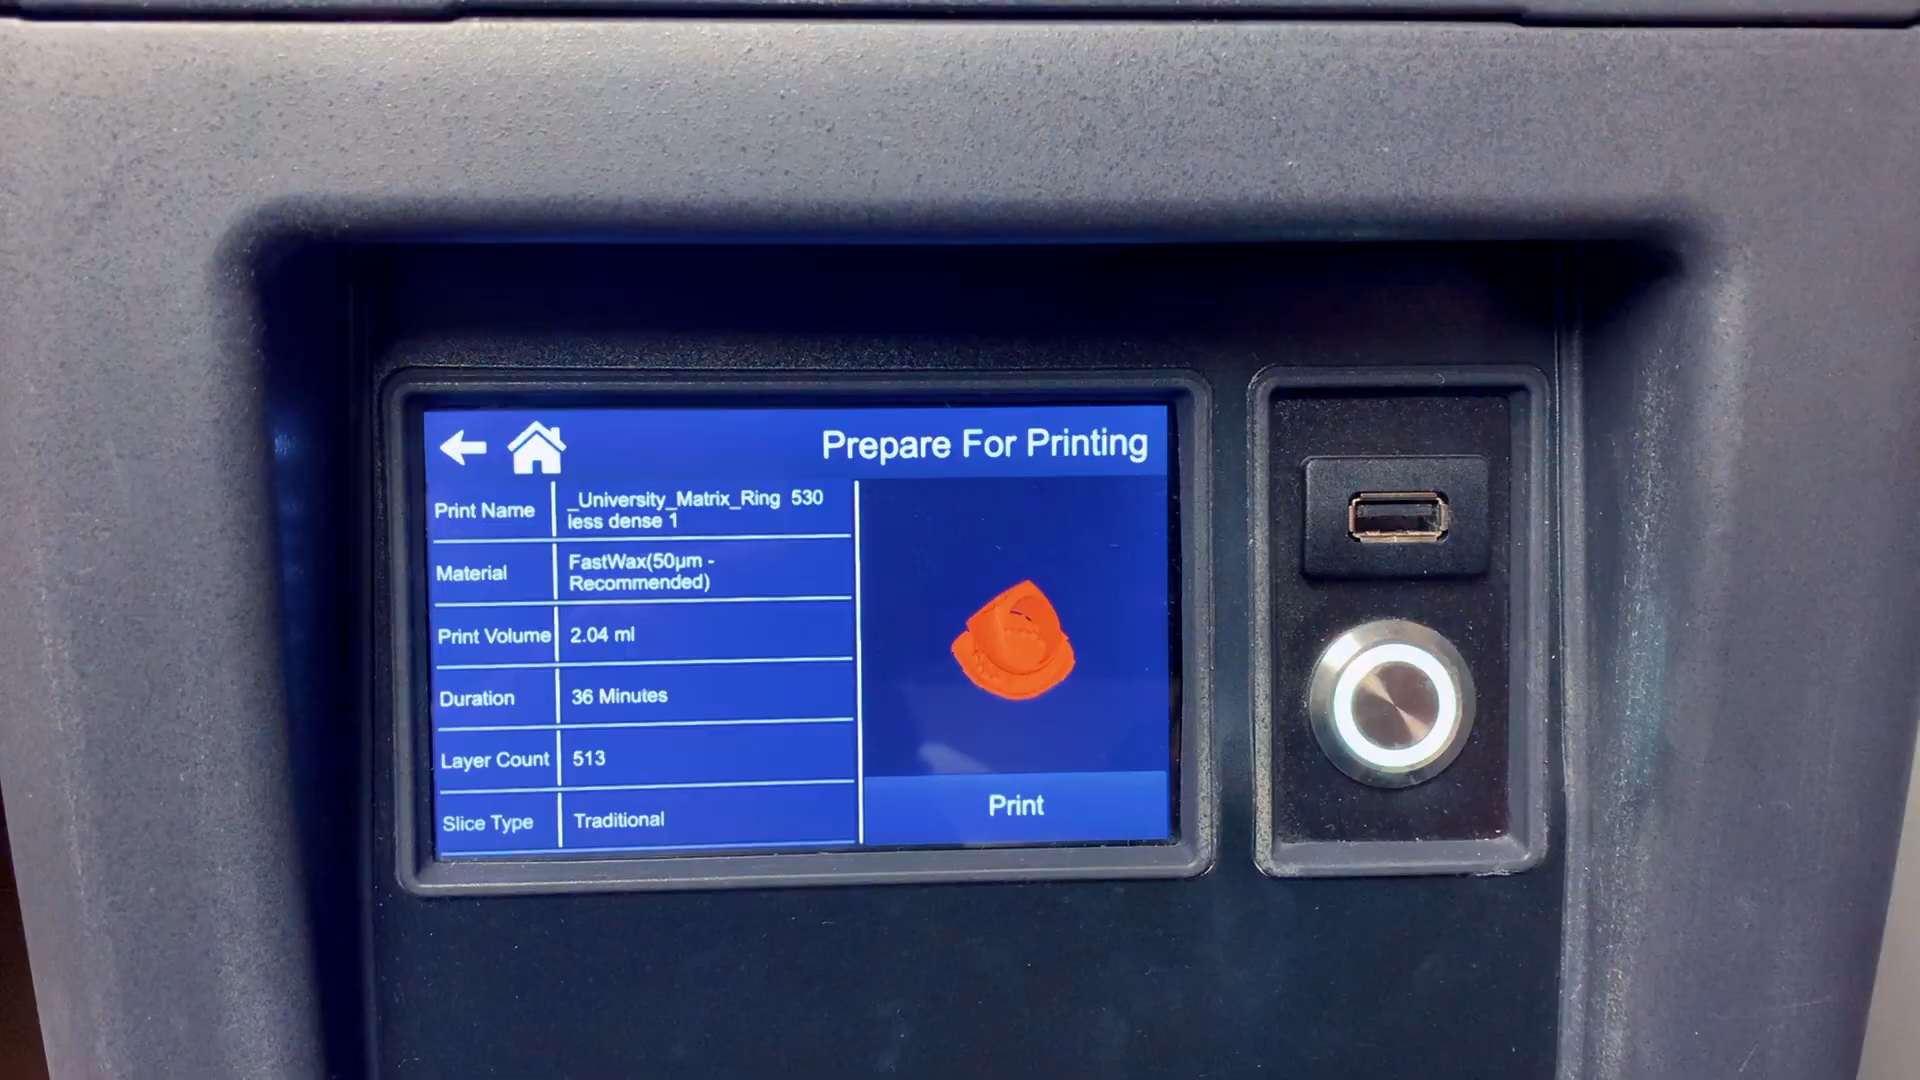 Prepare For Printing
Print Name
_University_Matrix_Ring 530
less dense 1
Material
FastWax(50µm -
Recommended)
Print Volume
2.04 ml
Duration
36 Minutes
Layer Count
513
Slice Type
Traditional
Print